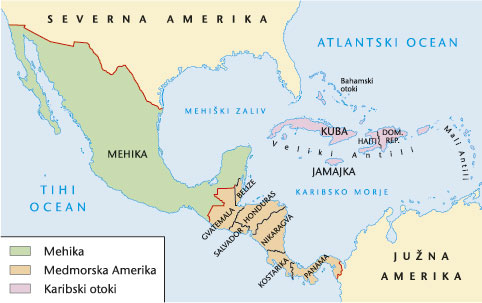 SEVERNA AMERIKA
ATLANTSKI OCEAN
Bahamski
otoki
MEHIŠKI ZALIV
KUBA
HAITI
DOM.
REP.
Veliki Antili
Mali Antili
MEHIKA
JAMAJKA
KARIBSKO MORJE
TIHI
OCEAN
BELIZE
GVATEMALA
HONDURAS
SALVADOR
NIKARAGVA
KOSTARIKA
PANAMA
JUŽNA
AMERIKA
Mehika
Medmorska Amerika
Karibski otoki